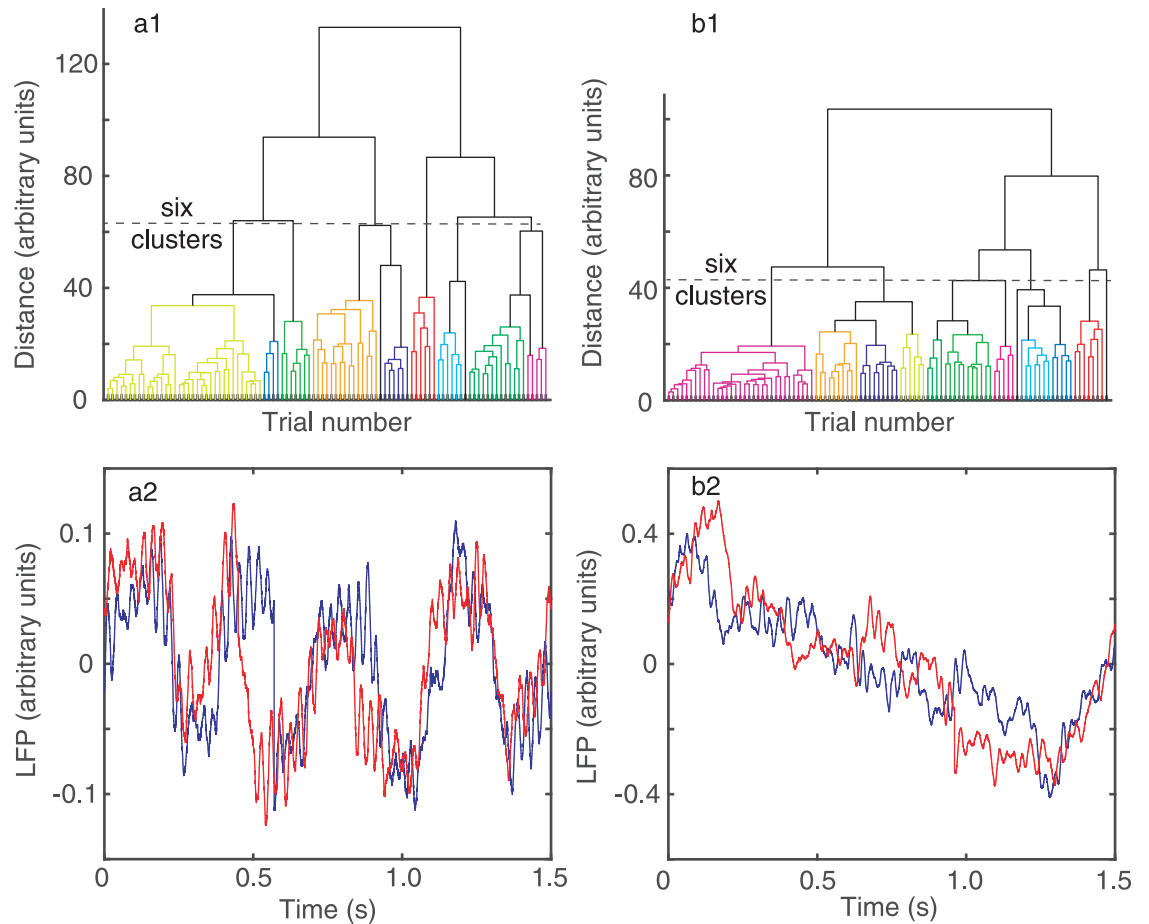 a1
Distance (arbitrary units)
120
80
40
0
six
clusters
Trial number
b1
Distance (arbitrary units)
80
40
0
six
clusters
Trial number
a2
LFP (arbitrary units)
0.1
0
-0.1
0
0.5
1.0
1.5
Time (s)
b2
LFP (arbitrary units)
0.4
0
-0.4
0
0.5
1.0
1.5
Time (s)